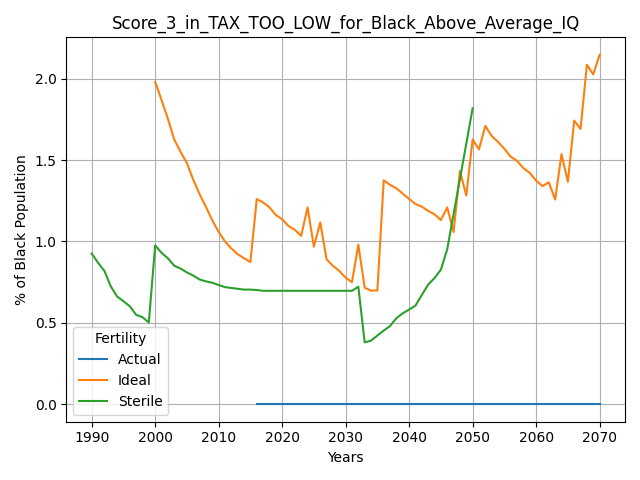 Score_3_in_TAX_TOO_LOW_for_Black_Above_Average_IQ
% of Black Population
2.0
1.5
1.0
0.5
0.0
Fertility
Actual
Ideal
Sterile
1990 2000 2010 2020 2030 2040 2050 2060 2070
Years